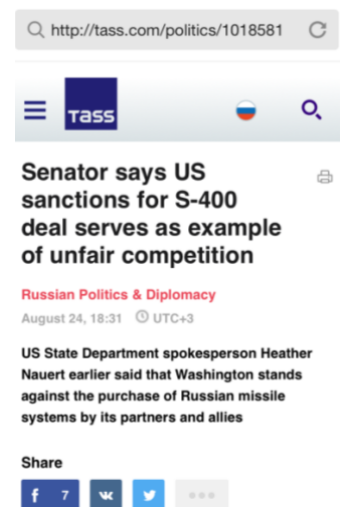 http://tass.com/politics/1018581
TASS
Senator says US
sanctions for S-400
deal serves as example
of unfair competition
Russian Politics & Diplomacy
August 24, 18:31 UTC+3
US State Department spokesperson Heather
Nauert earlier said that Washington stands
against the purchase of Russian missile
systems by its partners and allies
Share
f 7